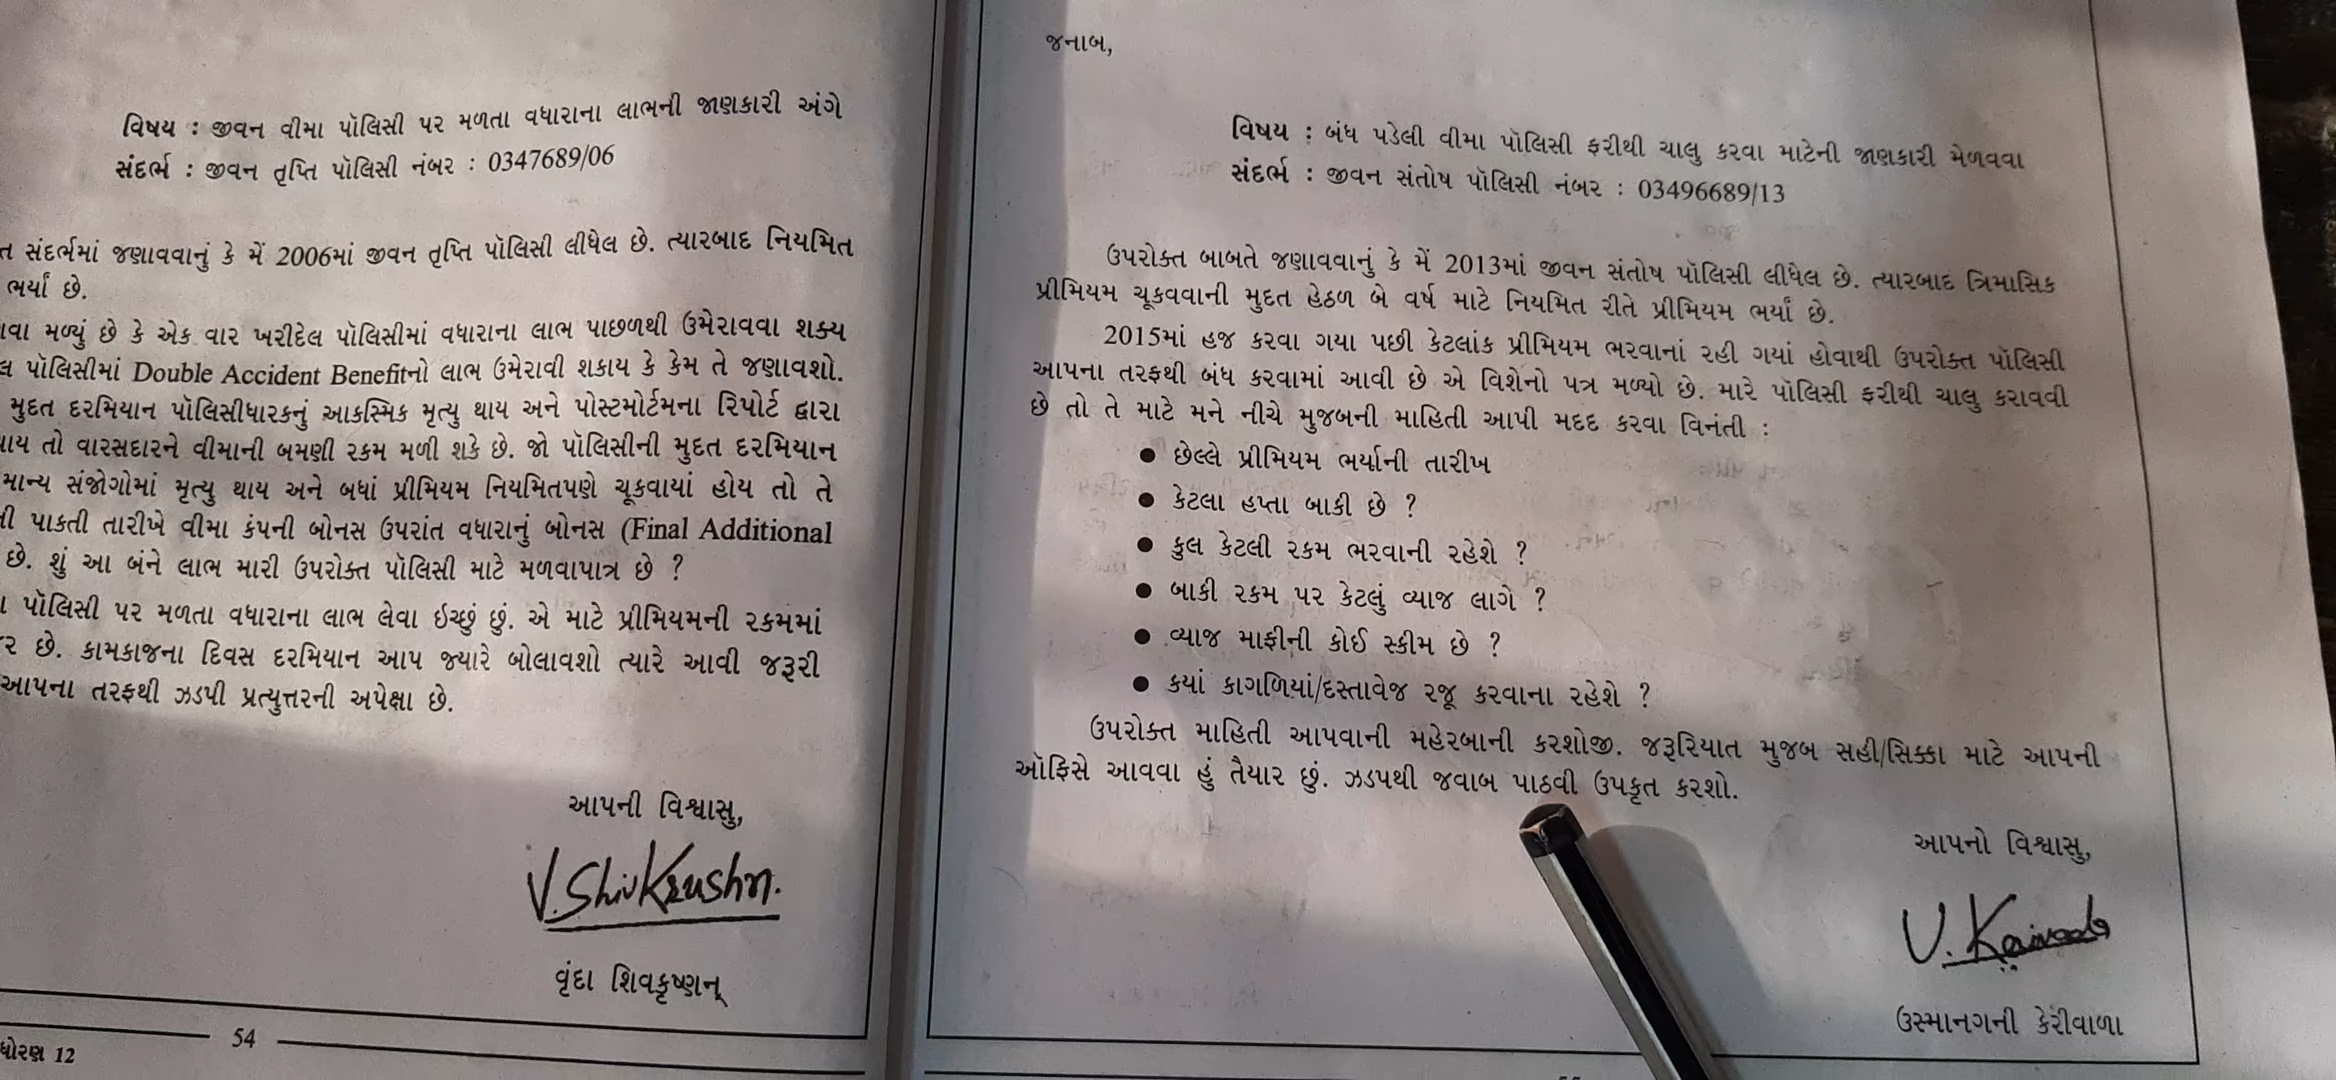 વિષય : જીવન વીમા પૉલિસી પર મળતા વધારાના લાભની જાણકારી અંગે
સંદર્ભ : જીવન તૃપ્તિ પૉલિસી નંબર : 0347689/06
સંદર્ભમાં જણાવવાનું કે મેં 2006માં જીવન તૃપ્તિ પૉલિસી લીધેલ છે. ત્યારબાદ નિયમિત
ભર્યાં છે.
મળ્યું છે કે એક વાર ખરીદેલ પૉલિસીમાં વધારાના લાભ પાછળથી ઉમેરાવવા શક્ય
પૉલિસીમાં Double Accident Benefitનો લાભ ઉમેરાવી શકાય કે કેમ તે જણાવશો.
મુદત દરમિયાન પૉલિસીધારકનું આકસ્મિક મૃત્યુ થાય અને પોસ્ટમોર્ટમના રિપોર્ટ દ્વારા
તો વારસદારને વીમાની બમણી રકમ મળી શકે છે. જો પૉલિસીની મુદત દરમિયાન
માન્ય સંજોગોમાં મૃત્યુ થાય અને બધાં પ્રીમિયમ નિયમિતપણે ચૂકવાયાં હોય તો તે
પાકતી તારીખે વીમા કંપની બોનસ ઉપરાંત વધારાનું બોનસ (Final Additional
છે. શું આ બંને લાભ મારી ઉપરોક્ત પૉલિસી માટે મળવાપાત્ર છે ?
પૉલિસી પર મળતા વધારાના લાભ લેવા ઇચ્છું છું. એ માટે પ્રીમિયમની રકમમાં
છે. કામકાજના દિવસ દરમિયાન આપ જ્યારે બોલાવશો ત્યારે આવી જરૂરી
આપના તરફથી ઝડપી પ્રત્યુત્તરની અપેક્ષા છે.
આપની વિશ્વાસુ,
V. ShivKrushn.
વૃંદા શિવકૃષ્ણન્
54
ધોરણ 12
જનાબ,
વિષય : બંધ પડેલી વીમા પૉલિસી ફરીથી ચાલુ કરવા માટેની જાણકારી મેળવવા
સંદર્ભ : જીવન સંતોષ પૉલિસી નંબર : 03496689/13
ઉપરોક્ત બાબતે જણાવવાનું કે મેં 2013માં જીવન સંતોષ પૉલિસી લીધેલ છે. ત્યારબાદ ત્રિમાસિક
પ્રીમિયમ ચૂકવવાની મુદત હેઠળ બે વર્ષ માટે નિયમિત રીતે પ્રીમિયમ ભર્યાં છે.
2015માં હજ કરવા ગયા પછી કેટલાંક પ્રીમિયમ ભરવાનાં રહી ગયાં હોવાથી ઉપરોક્ત પૉલિસી
આપના તરફથી બંધ કરવામાં આવી છે એ વિશેનો પત્ર મળ્યો છે. મારે પૉલિસી ફરીથી ચાલુ કરાવવી
છે તો તે માટે મને નીચે મુજબની માહિતી આપી મદદ કરવા વિનંતી :
● છેલ્લે પ્રીમિયમ ભર્યાની તારીખ
● કેટલા હપ્તા બાકી છે ?
● કુલ કેટલી રકમ ભરવાની રહેશે ?
● બાકી રકમ પર કેટલું વ્યાજ લાગે ?
● વ્યાજ માફીની કોઈ સ્કીમ છે ?
● કયાં કાગળિયાં/દસ્તાવેજ રજૂ કરવાના રહેશે ?
ઉપરોક્ત માહિતી આપવાની મહેરબાની કરશોજી. જરૂરિયાત મુજબ સહી/સિક્કા માટે આપની
ઑફિસે આવવા હું તૈયાર છું. ઝડપથી જવાબ પાઠવી ઉપકૃત કરશો.
આપનો વિશ્વાસુ,
ઉસ્માનગની કેરીવાળા